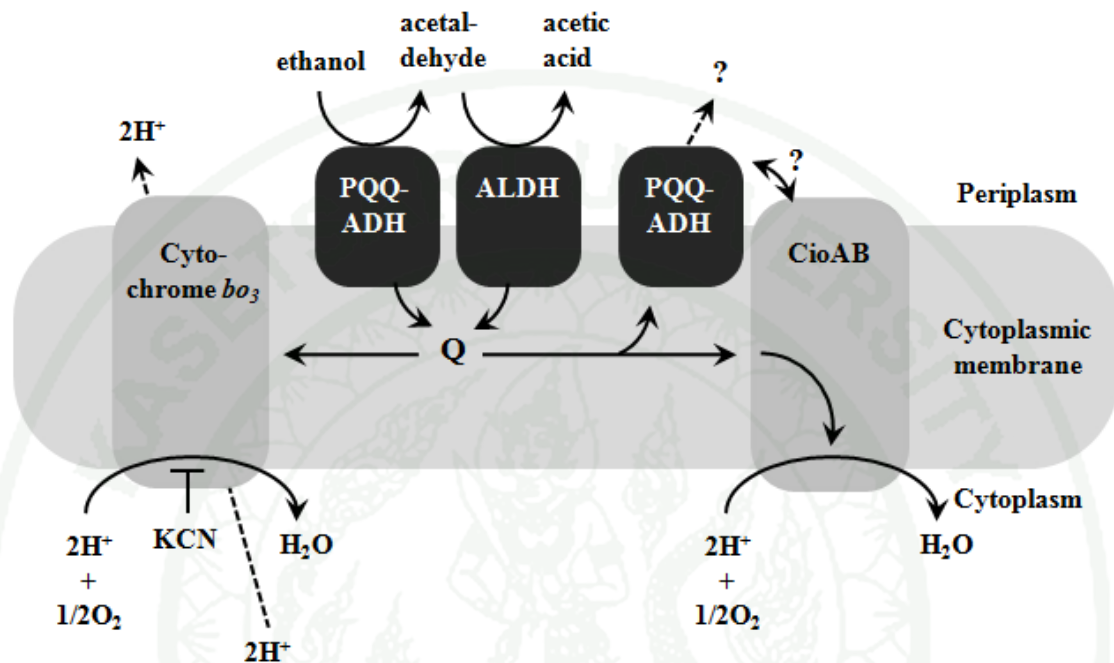 ethanol
acetal-
dehyde
acetic
acid
?
2H⁺
?
PQQ-
ADH
ALDH
PQQ-
ADH
Periplasm
Cyto-
chrome bo₃
CioAB
Q
Cytoplasmic
membrane
Cytoplasm
KCN
2H⁺
+
1/2O₂
H₂O
2H⁺
2H⁺
+
1/2O₂
H₂O